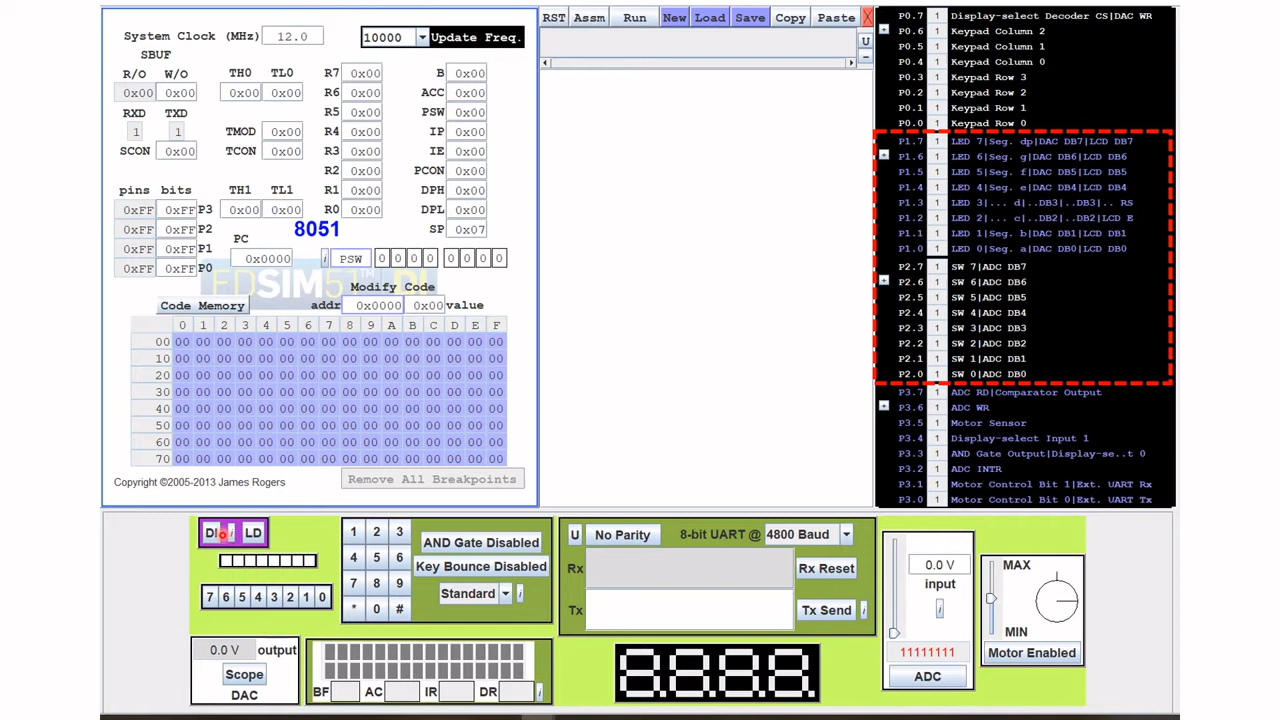 System Clock (MHz) 12.0 10000 Update Freq.
SBUF
R/O W/O TH0 TL0 R7 0x00 B 0x00
0x00 0x00 0x00 0x00 R6 0x00 ACC 0x00
RXD TXD R5 0x00 PSW 0x00
1 1 TMOD 0x00 R4 0x00 IP 0x00
SCON 0x00 TCON 0x00 R3 0x00 IE 0x00
R2 0x00 PCON 0x00
pins bits TH1 TL1 R1 0x00 DPH 0x00
0xFF 0xFF P3 0x00 0x00 R0 0x00 DPL 0x00
0xFF 0xFF P2 8051 SP 0x07
0xFF 0xFF P1 PC
0xFF 0xFF P0 0x0000 i PSW 0 0 0 0 0 0 0 0
EDSIM51™ DI
Modify Code
Code Memory addr 0x0000 0x00 value
0 1 2 3 4 5 6 7 8 9 A B C D E F
00 00 00 00 00 00 00 00 00 00 00 00 00 00 00 00 00
10 00 00 00 00 00 00 00 00 00 00 00 00 00 00 00 00
20 00 00 00 00 00 00 00 00 00 00 00 00 00 00 00 00
30 00 00 00 00 00 00 00 00 00 00 00 00 00 00 00 00
40 00 00 00 00 00 00 00 00 00 00 00 00 00 00 00 00
50 00 00 00 00 00 00 00 00 00 00 00 00 00 00 00 00
60 00 00 00 00 00 00 00 00 00 00 00 00 00 00 00 00
70 00 00 00 00 00 00 00 00 00 00 00 00 00 00 00 00
Copyright ©2005-2013 James Rogers Remove All Breakpoints
RST Assm Run New Load Save Copy Paste X
U
-
P0.7 1 Display-select Decoder CS|DAC WR
P0.6 1 Keypad Column 2
P0.5 1 Keypad Column 1
P0.4 1 Keypad Column 0
P0.3 1 Keypad Row 3
P0.2 1 Keypad Row 2
P0.1 1 Keypad Row 1
P0.0 1 Keypad Row 0
P1.7 1 LED 7|Seg. dp|DAC DB7|LCD DB7
P1.6 1 LED 6|Seg. g|DAC DB6|LCD DB6
P1.5 1 LED 5|Seg. f|DAC DB5|LCD DB5
P1.4 1 LED 4|Seg. e|DAC DB4|LCD DB4
P1.3 1 LED 3|... d|..DB3|..DB3|.. RS
P1.2 1 LED 2|... c|..DB2|..DB2|LCD E
P1.1 1 LED 1|Seg. b|DAC DB1|LCD DB1
P1.0 1 LED 0|Seg. a|DAC DB0|LCD DB0
P2.7 1 SW 7|ADC DB7
P2.6 1 SW 6|ADC DB6
P2.5 1 SW 5|ADC DB5
P2.4 1 SW 4|ADC DB4
P2.3 1 SW 3|ADC DB3
P2.2 1 SW 2|ADC DB2
P2.1 1 SW 1|ADC DB1
P2.0 1 SW 0|ADC DB0
P3.7 1 ADC RD|Comparator Output
P3.6 1 ADC WR
P3.5 1 Motor Sensor
P3.4 1 Display-select Input 1
P3.3 1 AND Gate Output|Display-se..t 0
P3.2 1 ADC INTR
P3.1 1 Motor Control Bit 1|Ext. UART Rx
P3.0 1 Motor Control Bit 0|Ext. UART Tx
DI i LD
7 6 5 4 3 2 1 0
0.0 V output
Scope
DAC
1 2 3
4 5 6
7 8 9
* 0 #
AND Gate Disabled
Key Bounce Disabled
Standard i
BF AC IR DR i
U No Parity 8-bit UART @ 4800 Baud
Rx Rx Reset
Tx Tx Send i
8.8.8.8.
0.0 V
input
i
11111111
ADC
MAX
MIN
Motor Enabled